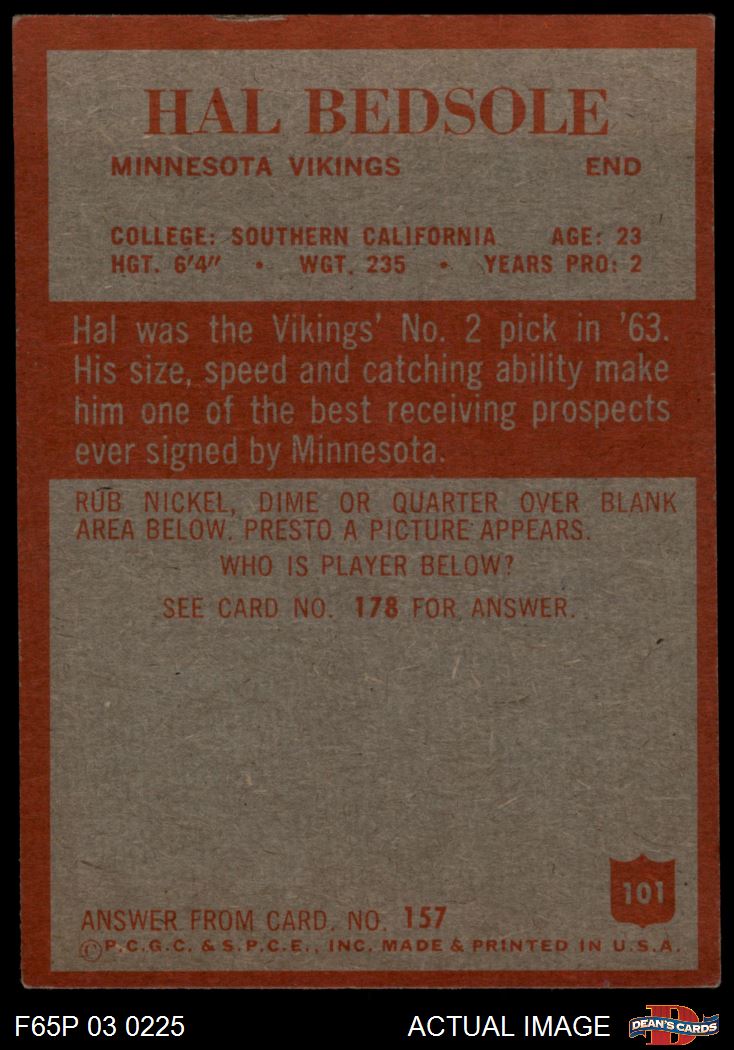 HAL BEDSOLE
MINNESOTA VIKINGS END
COLLEGE: SOUTHERN CALIFORNIA AGE: 23
HGT. 6'4" • WGT. 235 • YEARS PRO: 2
Hal was the Vikings' No. 2 pick in '63.
His size, speed and catching ability make
him one of the best receiving prospects
ever signed by Minnesota.
RUB NICKEL, DIME OR QUARTER OVER BLANK
AREA BELOW. PRESTO A PICTURE APPEARS.
WHO IS PLAYER BELOW?
SEE CARD NO. 178 FOR ANSWER.
101
ANSWER FROM CARD. NO. 157
©P.C.G.C. & S.P.C.E., INC. MADE & PRINTED IN U.S.A.
F65P 03 0225 ACTUAL IMAGE
D
DEAN'S CARDS